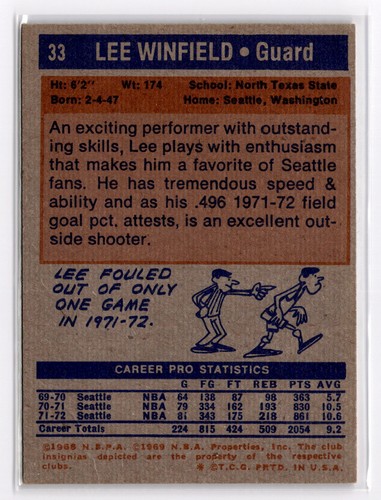 33 LEE WINFIELD • Guard
Ht: 6'2" Wt: 174 School: North Texas State
Born: 2-4-47 Home: Seattle, Washington
An exciting performer with outstand-
ing skills, Lee plays with enthusiasm
that makes him a favorite of Seattle
fans. He has tremendous speed &
ability and as his .496 1971-72 field
goal pct. attests, is an excellent out-
side shooter.
LEE FOULED
OUT OF ONLY
ONE GAME
IN 1971-72.
CAREER PRO STATISTICS
G FG FT REB PTS AVG
69-70 Seattle NBA 64 138 87 98 363 5.7
70-71 Seattle NBA 79 334 162 193 830 10.5
71-72 Seattle NBA 81 343 175 218 861 10.6
Career Totals 224 815 424 509 2054 9.2
©1968 N.B.P.A. ©1969 N.B.A. Properties, Inc. The club
insignias depicted are the property of the respective
clubs. * ©T.C.G. PRTD. IN U.S.A.